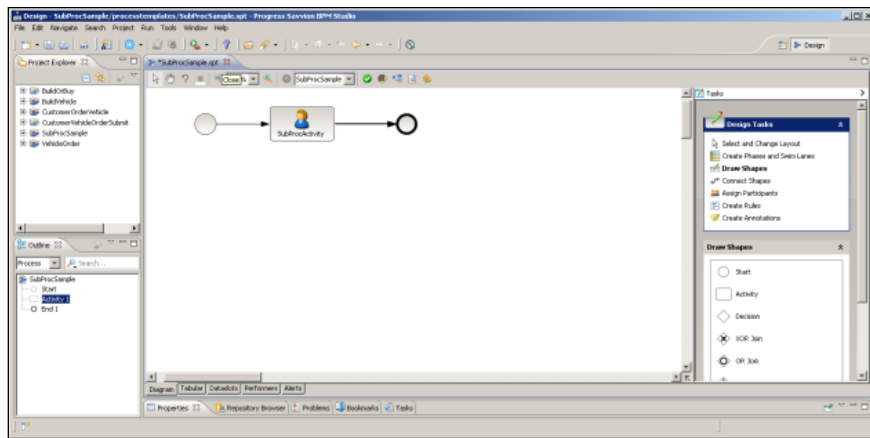 Design - SubProcSample/processtemplates/SubProcSample.spt - Progress Savvion BPM Studio
File Edit Navigate Search Project Run Tools Window Help
Design
Project Explorer
*SubProcSample.spt
Close
SubProcSample
BuildOrBuy
BuildVehicle
CustomerOrderVehicle
CustomerVehicleOrderSubmit
SubProcSample
VehicleOrder
SubProcActivity
Tasks
Design Tasks
Select and Change Layout
Create Phases and Swim Lanes
Draw Shapes
Connect Shapes
Assign Participants
Create Rules
Create Annotations
Draw Shapes
Start
Activity
Decision
XOR Join
OR Join
Outline
Process
Search...
SubProcSample
Start
Activity 1
End 1
Diagram Tabular Dataslots Performers Alerts
Properties Repository Browser Problems Bookmarks Tasks